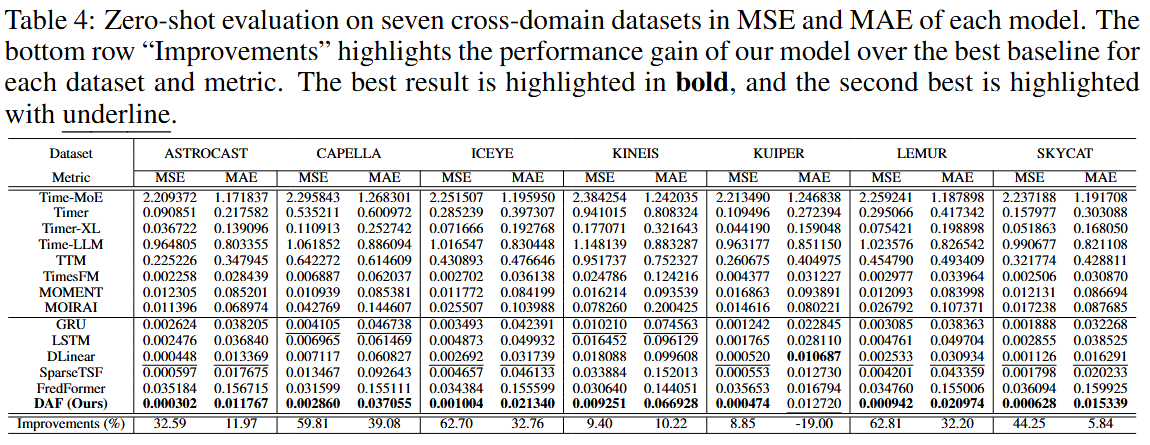 Table 4: Zero-shot evaluation on seven cross-domain datasets in MSE and MAE of each model. The
bottom row “Improvements” highlights the performance gain of our model over the best baseline for
each dataset and metric. The best result is highlighted in bold, and the second best is highlighted
with underline.
Dataset ASTROCAST CAPELLA ICEYE KINEIS KUIPER LEMUR SKYCAT
Metric MSE MAE MSE MAE MSE MAE MSE MAE MSE MAE MSE MAE MSE MAE
Time-MoE 2.209372 1.171837 2.295843 1.268301 2.251507 1.195950 2.384254 1.242035 2.213490 1.246838 2.259241 1.187898 2.237188 1.191708
Timer 0.090851 0.217582 0.535211 0.600972 0.285239 0.397307 0.941015 0.808324 0.109496 0.272394 0.295066 0.417342 0.157977 0.303088
Timer-XL 0.036722 0.139096 0.110913 0.252742 0.071666 0.192768 0.177071 0.321643 0.044190 0.159048 0.075421 0.198898 0.051863 0.168050
Time-LLM 0.964805 0.803355 1.061852 0.886094 1.016547 0.830448 1.148139 0.883287 0.963177 0.851150 1.023576 0.826542 0.990677 0.821108
TTM 0.225226 0.347945 0.642272 0.614609 0.430893 0.476646 0.951737 0.752327 0.260675 0.404975 0.454790 0.493409 0.321774 0.428811
TimesFM 0.002258 0.028439 0.006887 0.062037 0.002702 0.036138 0.024786 0.124216 0.004377 0.031227 0.002977 0.033964 0.002506 0.030870
MOMENT 0.012305 0.085201 0.010939 0.085381 0.011772 0.084199 0.016214 0.093539 0.016863 0.093891 0.012093 0.083998 0.012131 0.086694
MOIRAI 0.011396 0.068974 0.042769 0.144607 0.025507 0.103988 0.078260 0.200425 0.014616 0.080221 0.026792 0.107371 0.017238 0.087685
GRU 0.002624 0.038205 0.004105 0.046738 0.003493 0.042391 0.010210 0.074563 0.001242 0.022845 0.003085 0.038363 0.001888 0.032268
LSTM 0.002476 0.036840 0.006965 0.061469 0.004873 0.049932 0.016452 0.096129 0.001765 0.028110 0.004761 0.049704 0.002855 0.038525
DLinear 0.000448 0.013369 0.007117 0.060827 0.002692 0.031739 0.018088 0.099608 0.000520 0.010687 0.002533 0.030934 0.001126 0.016291
SparseTSF 0.000597 0.017675 0.013467 0.092643 0.004657 0.046133 0.033884 0.152013 0.000553 0.012730 0.004201 0.043359 0.001798 0.020233
FredFormer 0.035184 0.156715 0.031599 0.155111 0.034384 0.155599 0.030640 0.144051 0.035653 0.016794 0.034760 0.155006 0.036094 0.159925
DAF (Ours) 0.000302 0.011767 0.002860 0.037055 0.001004 0.021340 0.009251 0.066928 0.000474 0.012720 0.000942 0.020974 0.000628 0.015339
Improvements (%) 32.59 11.97 59.81 39.08 62.70 32.76 9.40 10.22 8.85 -19.00 62.81 32.20 44.25 5.84